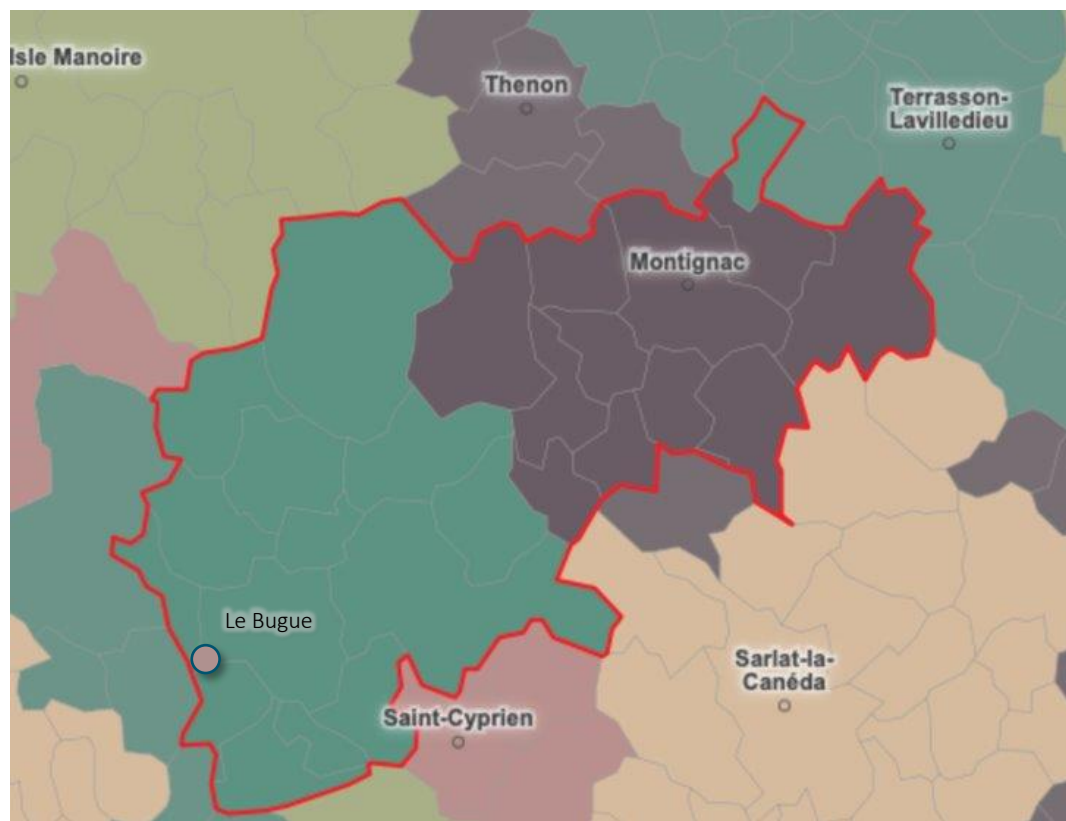 Isle Manoire
Thenon
Terrasson-
Lavilledieu
Montignac
Le Bugue
Sarlat-la-
Canéda
Saint-Cyprien